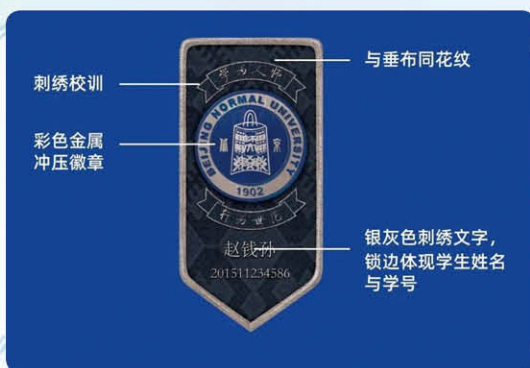 与垂布同花纹
刺绣校训
学为人师
彩色金属
冲压徽章
BEIJING NORMAL UNIVERSITY
1902
行为世范
银灰色刺绣文字，
锁边体现学生姓名
与学号
赵钱孙
201511234586